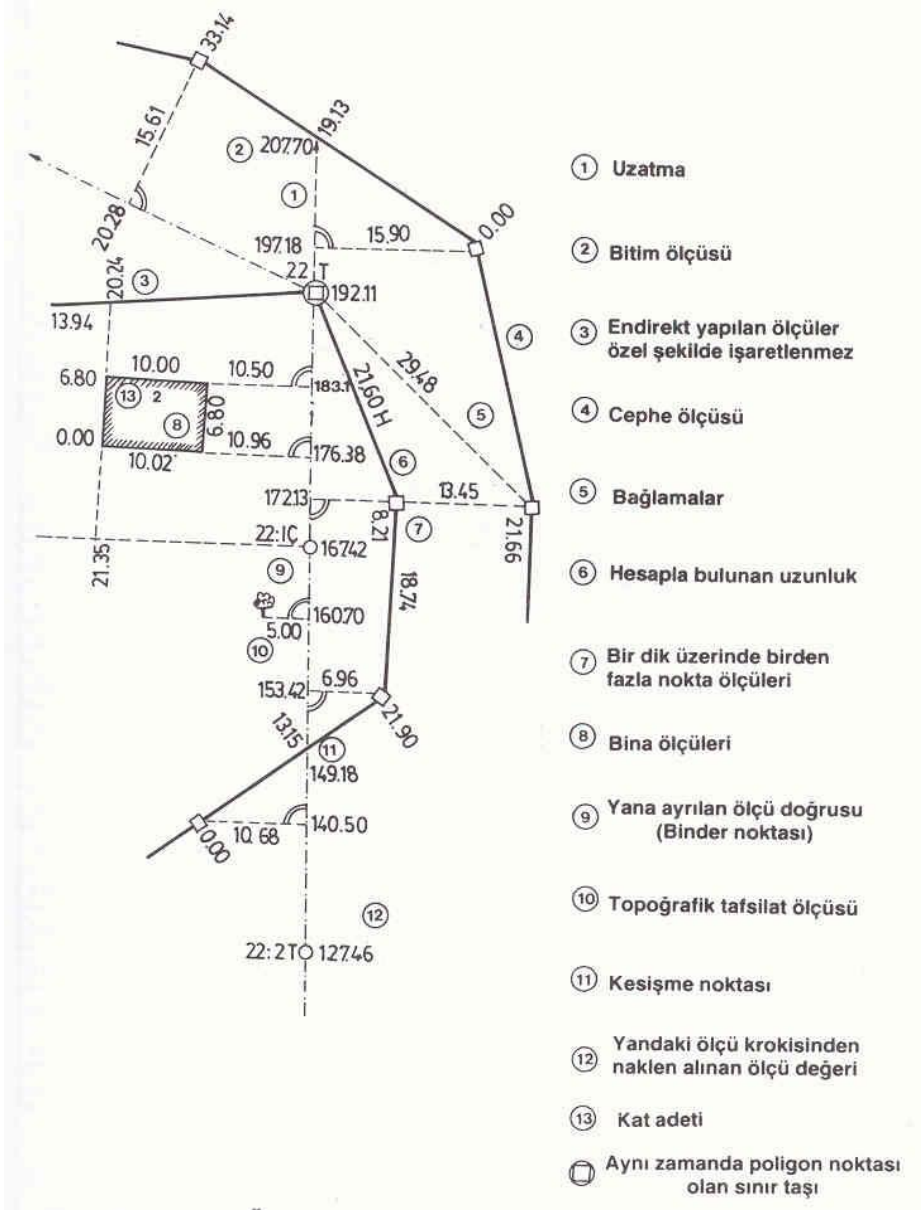 33.14
15.61
19.13
② 207.70
①
20.28
197.18 15.90 0.00
22 T
192.11
20.24 ③
13.94
④
29.48
⑤
6.80 10.00 10.50 183.1
⑬ 2
⑧ 6.80
21.60 H
0.00 10.02 10.96 176.38
⑥
172.13 13.45
8.21 ⑦
21.66
22:1Ç 167.42
21.35
⑨
18.74
160.70
5.00
⑩
153.42 6.96
21.90
13.15
⑪
149.18
0.00 10.68 140.50
⑫
22:2T 127.46
① Uzatma
② Bitim ölçüsü
③ Endirekt yapılan ölçüler
özel şekilde işaretlenmez
④ Cephe ölçüsü
⑤ Bağlamalar
⑥ Hesapla bulunan uzunluk
⑦ Bir dik üzerinde birden
fazla nokta ölçüleri
⑧ Bina ölçüleri
⑨ Yana ayrılan ölçü doğrusu
(Binder noktası)
⑩ Topoğrafik tafsilat ölçüsü
⑪ Kesişme noktası
⑫ Yandaki ölçü krokisinden
naklen alınan ölçü değeri
⑬ Kat adeti
Aynı zamanda poligon noktası
olan sınır taşı